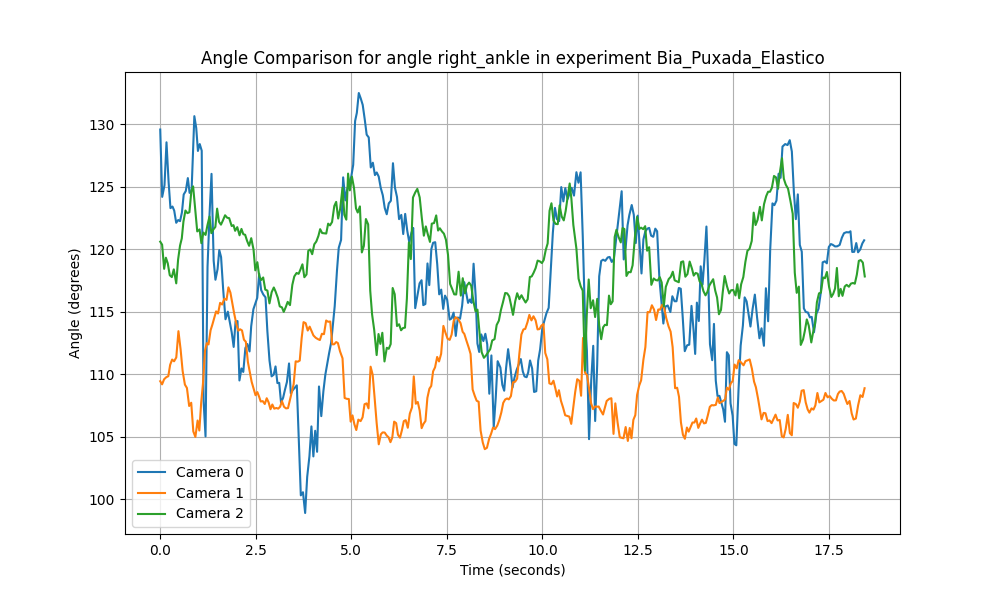 Angle Comparison for angle right_ankle in experiment Bia_Puxada_Elastico
Angle (degrees)
130
125
120
115
110
105
100
Camera 0
Camera 1
Camera 2
0.0 2.5 5.0 7.5 10.0 12.5 15.0 17.5
Time (seconds)